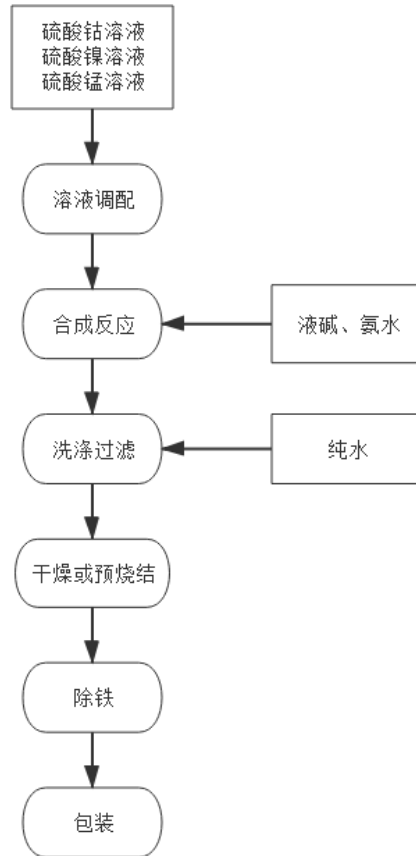 硫酸钴溶液
硫酸镍溶液
硫酸锰溶液
溶液调配
合成反应
液碱、氨水
洗涤过滤
纯水
干燥或预烧结
除铁
包装